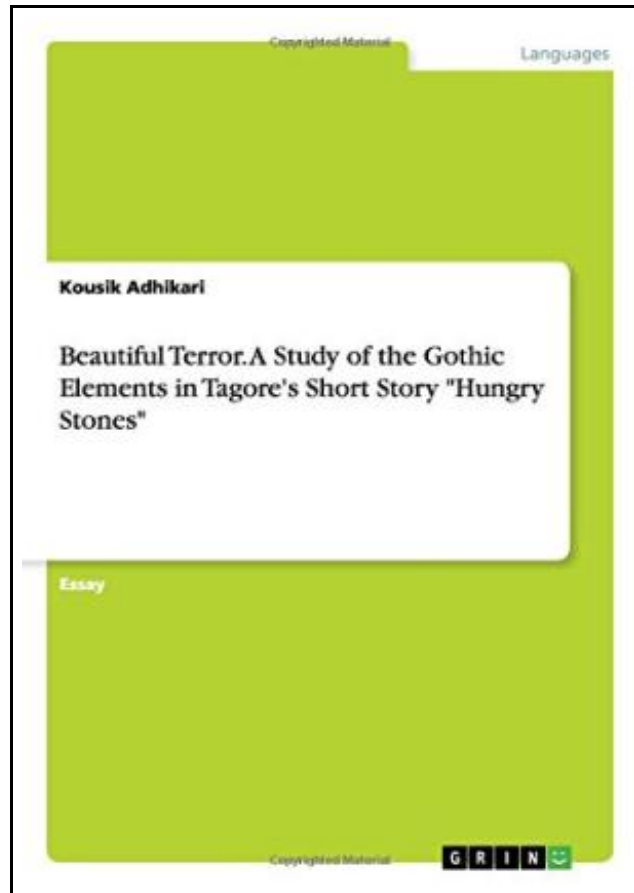 Copyrighted Material
Languages
Kousik Adhikari
Beautiful Terror. A Study of the Gothic
Elements in Tagore's Short Story "Hungry
Stones"
Essay
Copyrighted Material
GRIN